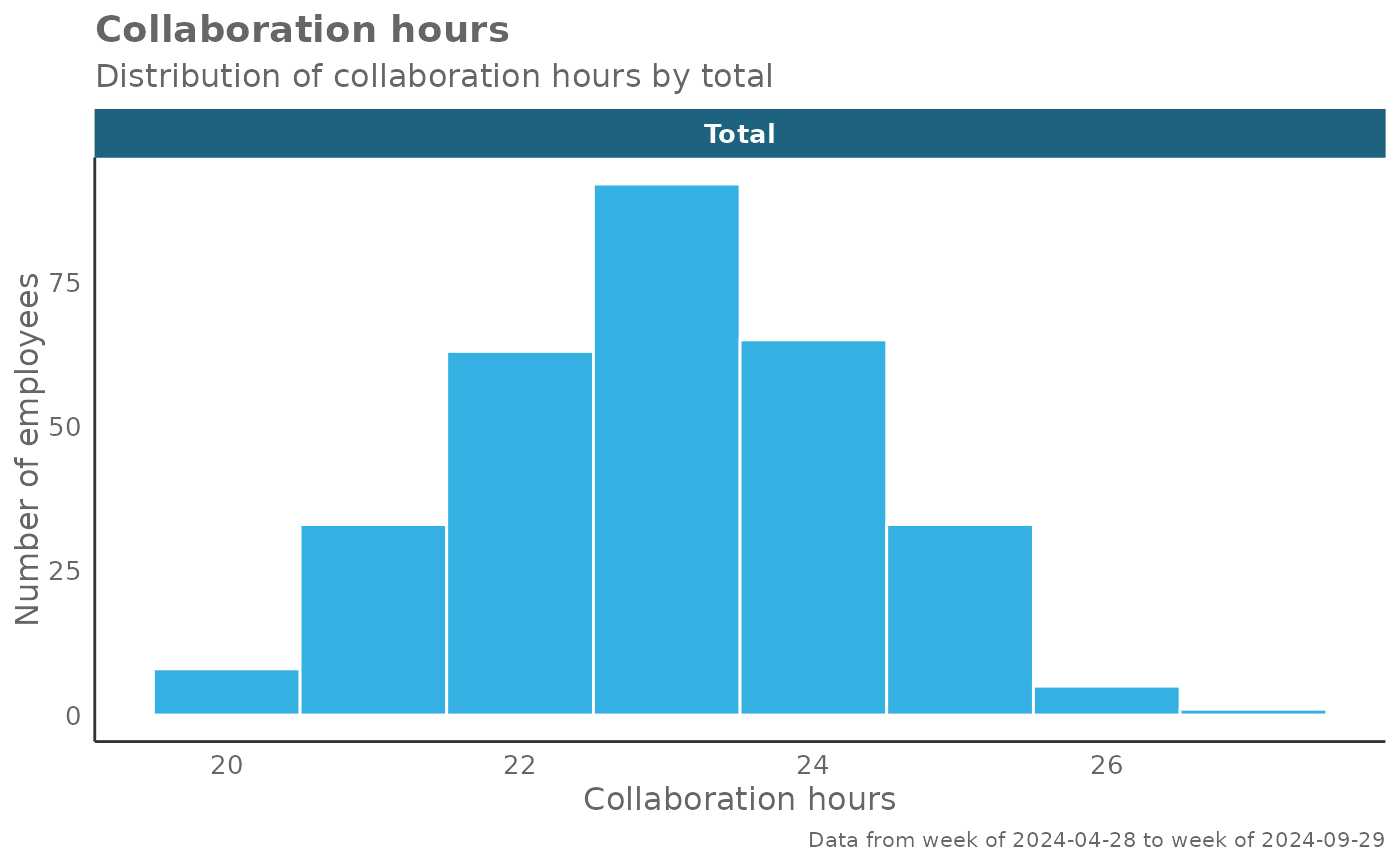 Collaboration hours
Distribution of collaboration hours by total
Total
Number of employees
75
50
25
0
20 22 24 26
Collaboration hours
Data from week of 2024-04-28 to week of 2024-09-29